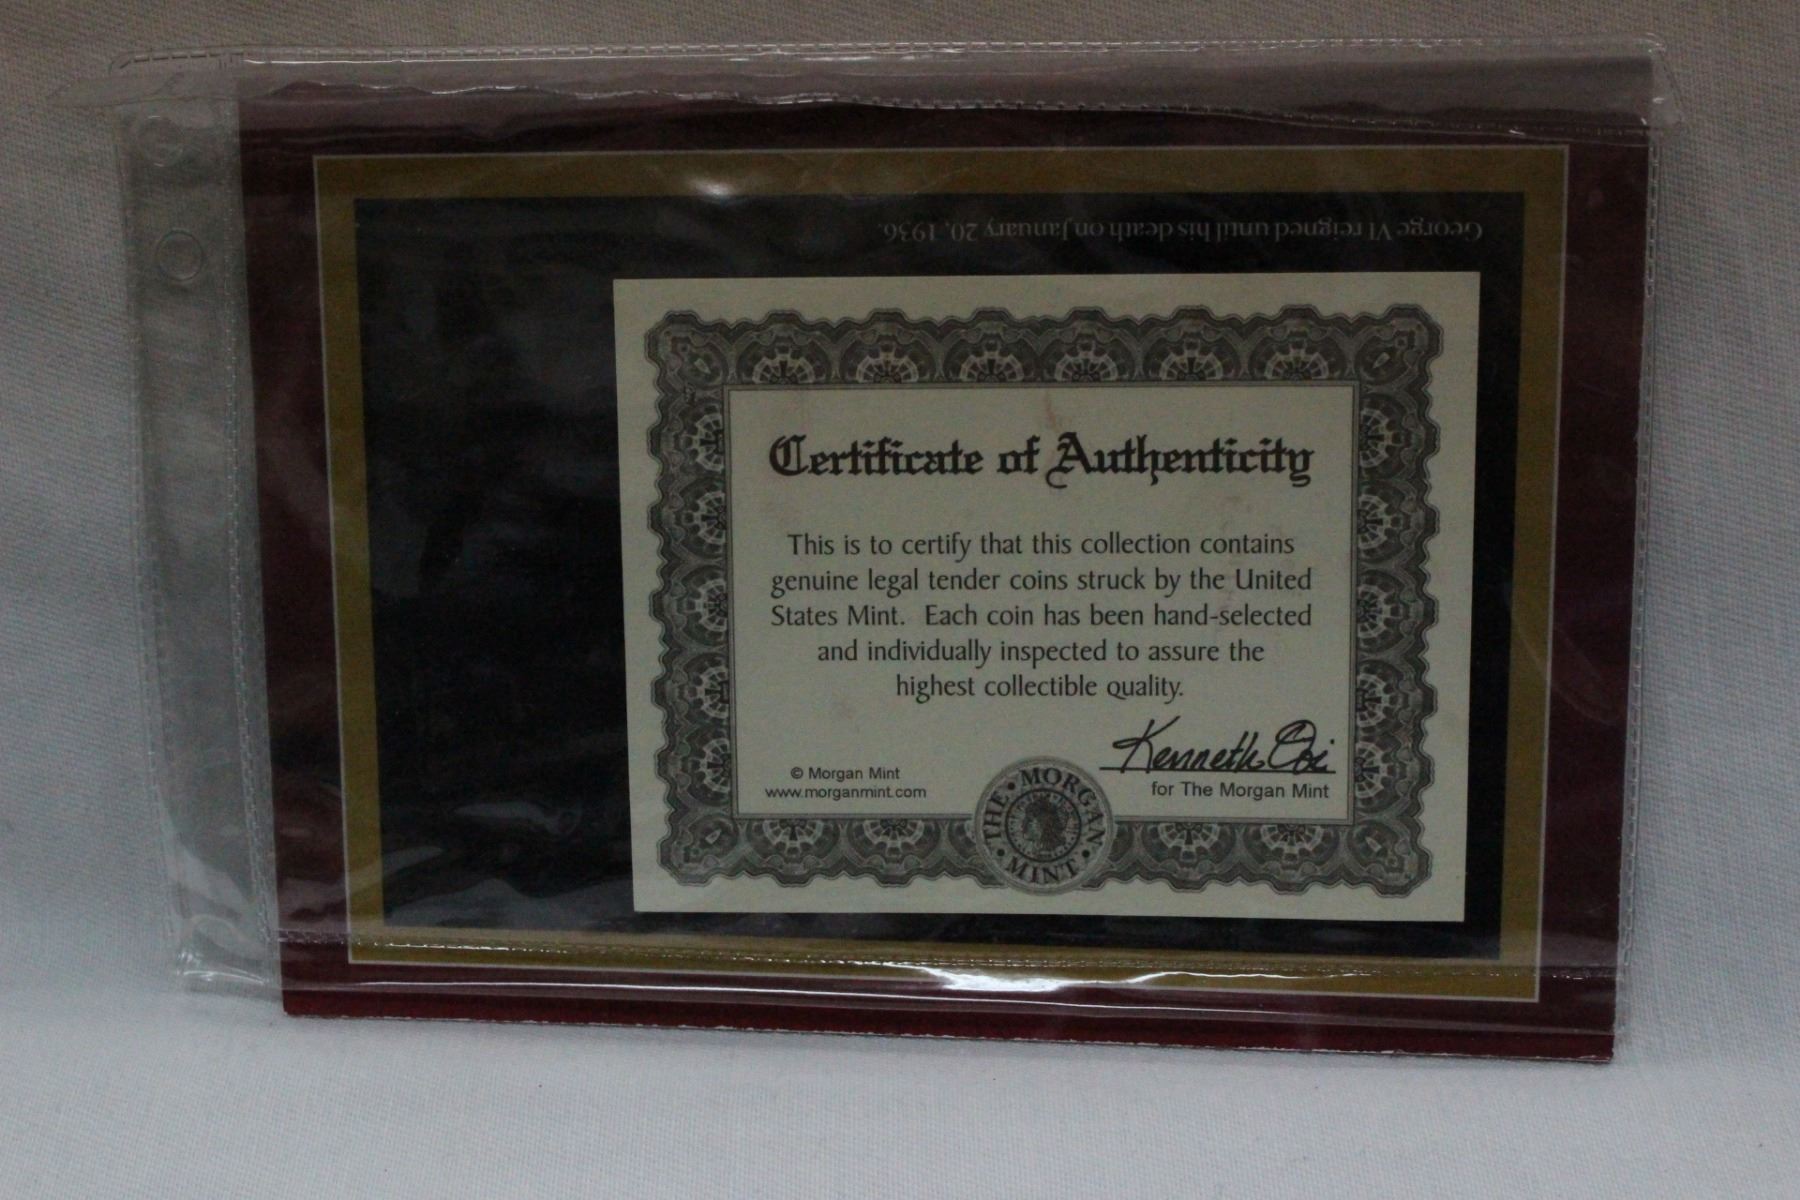 George VI reigned until his death on January 20, 1936.
Certificate of Authenticity
This is to certify that this collection contains
genuine legal tender coins struck by the United
States Mint. Each coin has been hand-selected
and individually inspected to assure the
highest collectible quality.
Kenneth
© Morgan Mint
www.morganmint.com
for The Morgan Mint
THE MORGAN MINT